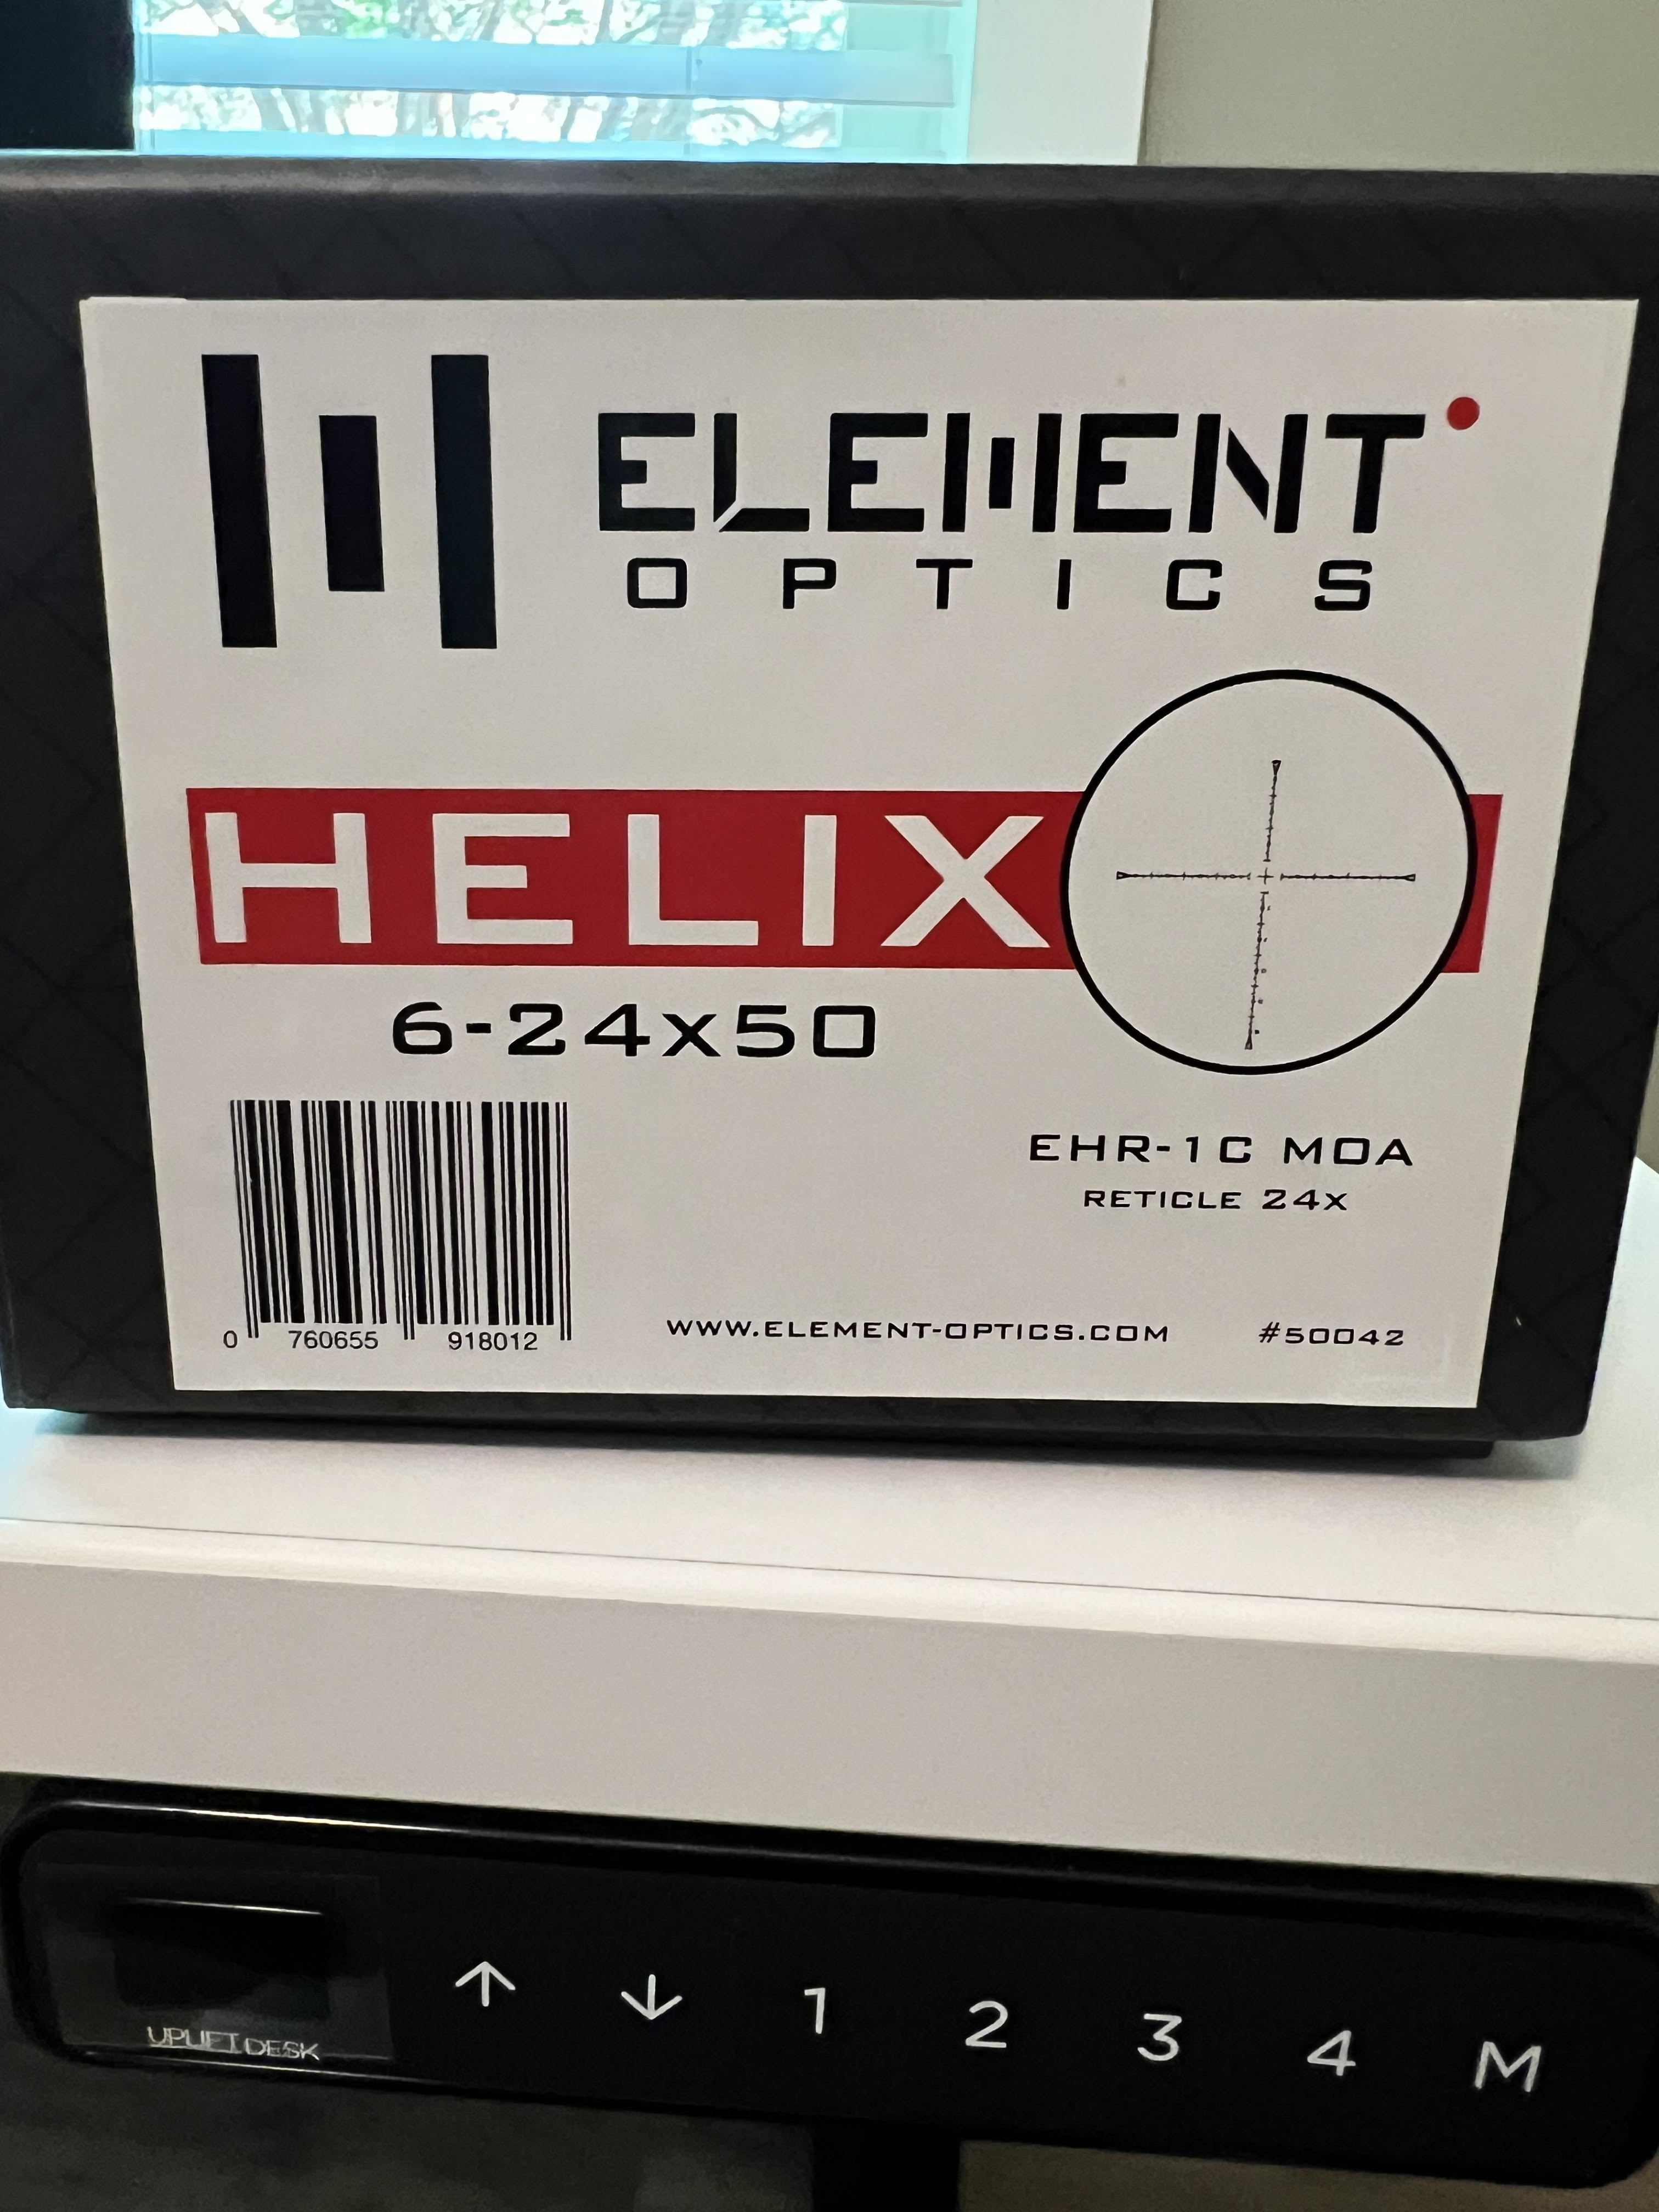 ELEMENT
OPTICS
HELIX
6-24x50
EHR-1C MOA
RETICLE 24X
0 760655 918012
WWW.ELEMENT-OPTICS.COM #50042
UPLIFT DESK
↑ ↓ 1 2 3 4 M